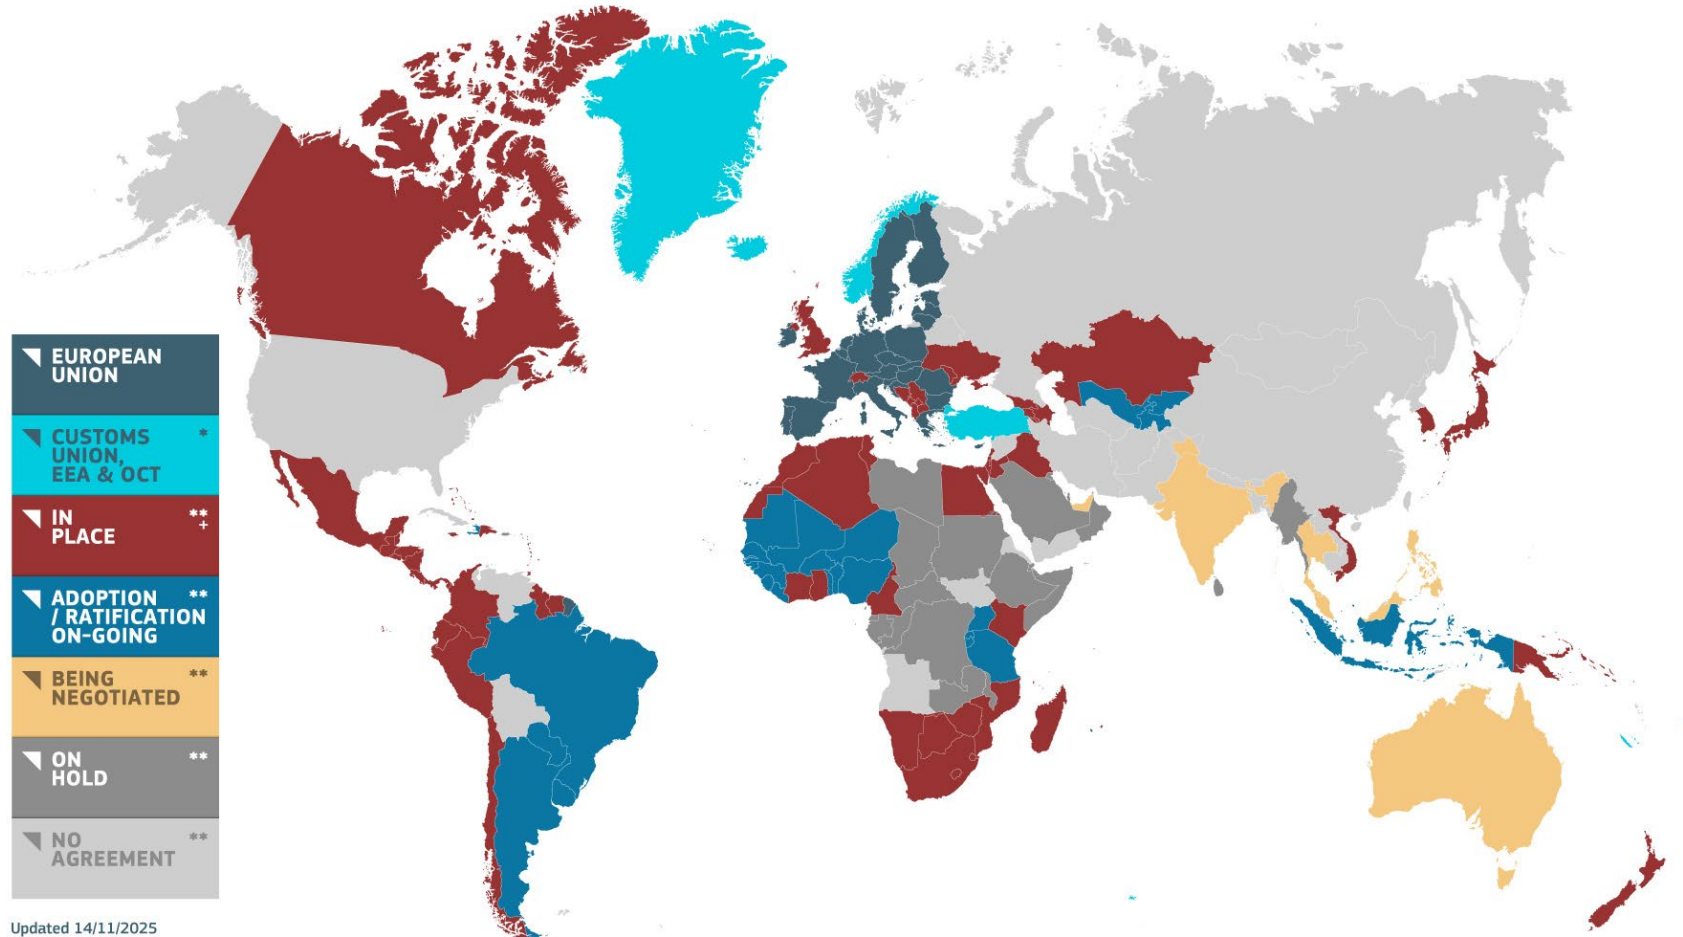 EUROPEAN
UNION
CUSTOMS *
UNION,
EEA & OCT
IN **
PLACE +
ADOPTION **
/ RATIFICATION
ON-GOING
BEING **
NEGOTIATED
ON **
HOLD
NO **
AGREEMENT
Updated 14/11/2025